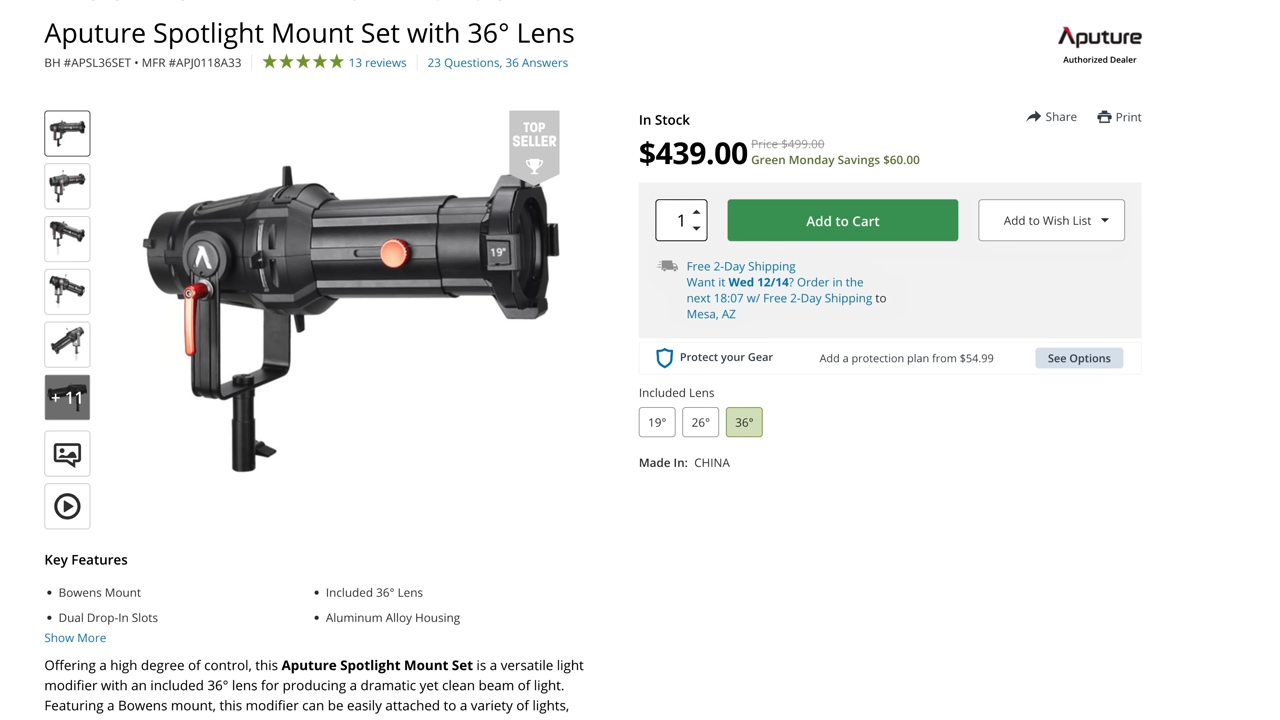 Aputure Spotlight Mount Set with 36° Lens
Aputure
Authorized Dealer
BH #APSL36SET • MFR #APJ0118A33
13 reviews
23 Questions, 36 Answers
TOP
SELLER
19°
+ 11
In Stock
Share
Print
$439.00
Price $499.00
Green Monday Savings $60.00
1
Add to Cart
Add to Wish List
Free 2-Day Shipping
Want it Wed 12/14? Order in the
next 18:07 w/ Free 2-Day Shipping to
Mesa, AZ
Protect your Gear
Add a protection plan from $54.99
See Options
Included Lens
19°
26°
36°
Made In: CHINA
Key Features
• Bowens Mount
• Included 36° Lens
• Dual Drop-In Slots
• Aluminum Alloy Housing
Show More
Offering a high degree of control, this Aputure Spotlight Mount Set is a versatile light
modifier with an included 36° lens for producing a dramatic yet clean beam of light.
Featuring a Bowens mount, this modifier can be easily attached to a variety of lights,